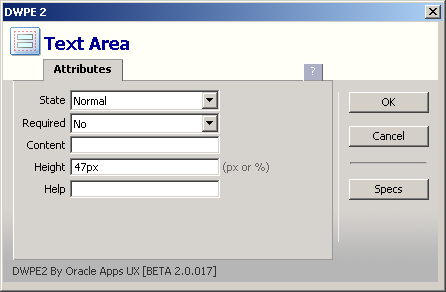 DWPE 2
Text Area
Attributes
?
State Normal
Required No
Content
Height 47px (px or %)
Help
OK
Cancel
Specs
DWPE2 By Oracle Apps UX [BETA 2.0.017]